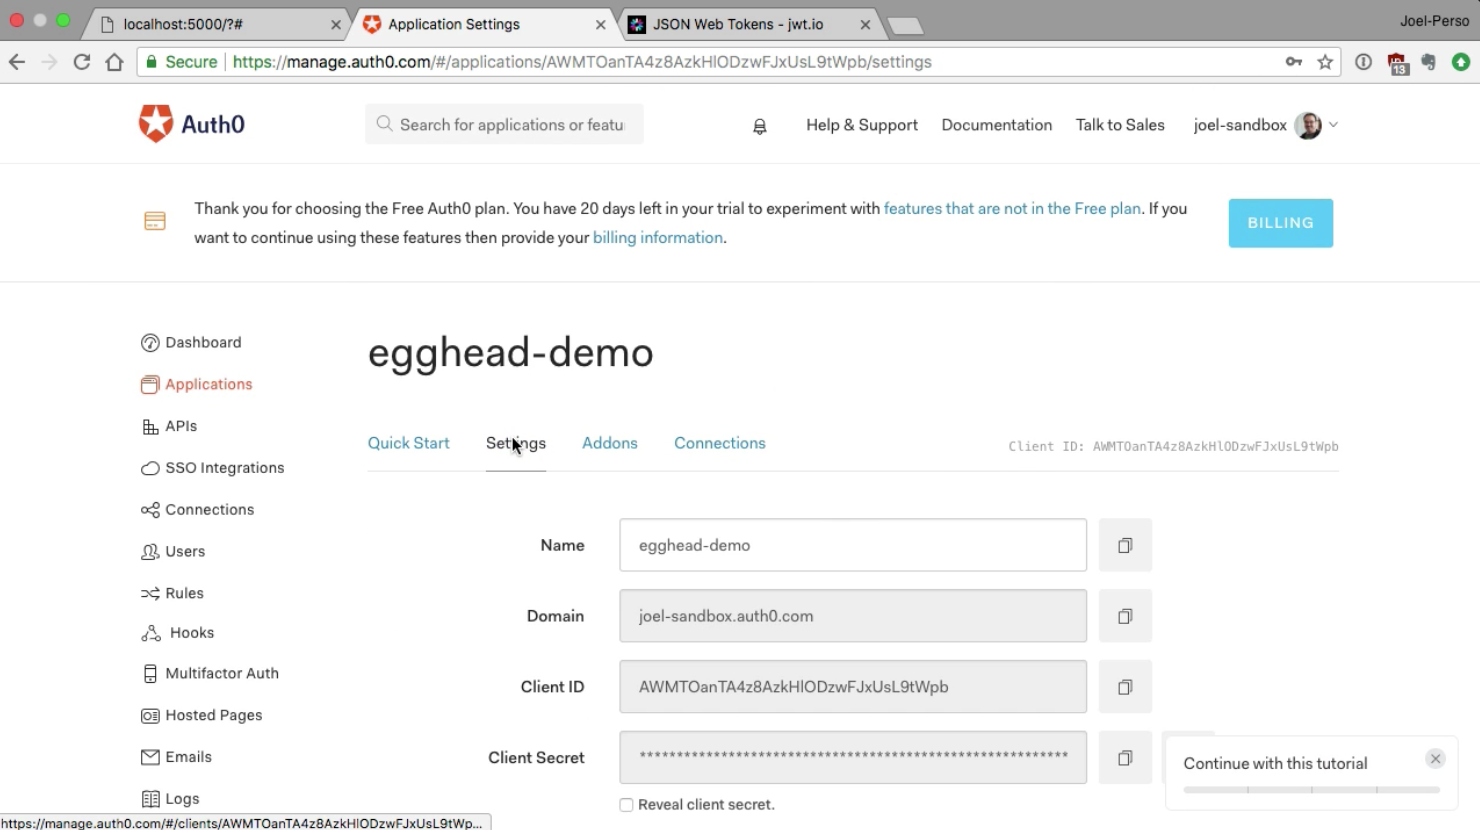 localhost:5000/?#
Application Settings
JSON Web Tokens - jwt.io
Joel-Perso
Secure
https://manage.auth0.com/#/applications/AWMTOanTA4z8AzkHlODzwFJxUsL9tWpb/settings
13
Auth0
Search for applications or featu
Help & Support
Documentation
Talk to Sales
joel-sandbox
Thank you for choosing the Free Auth0 plan. You have 20 days left in your trial to experiment with features that are not in the Free plan. If you
want to continue using these features then provide your billing information.
BILLING
Dashboard
Applications
APIs
SSO Integrations
Connections
Users
Rules
Hooks
Multifactor Auth
Hosted Pages
Emails
Logs
egghead-demo
Quick Start
Settings
Addons
Connections
Client ID: AWMTOanTA4z8AzkHlODzwFJxUsL9tWpb
Name
egghead-demo
Domain
joel-sandbox.auth0.com
Client ID
AWMTOanTA4z8AzkHlODzwFJxUsL9tWpb
Client Secret
****************************************************************
Reveal client secret.
Continue with this tutorial
https://manage.auth0.com/#/clients/AWMTOanTA4z8AzkHlODzwFJxUsL9tWp...